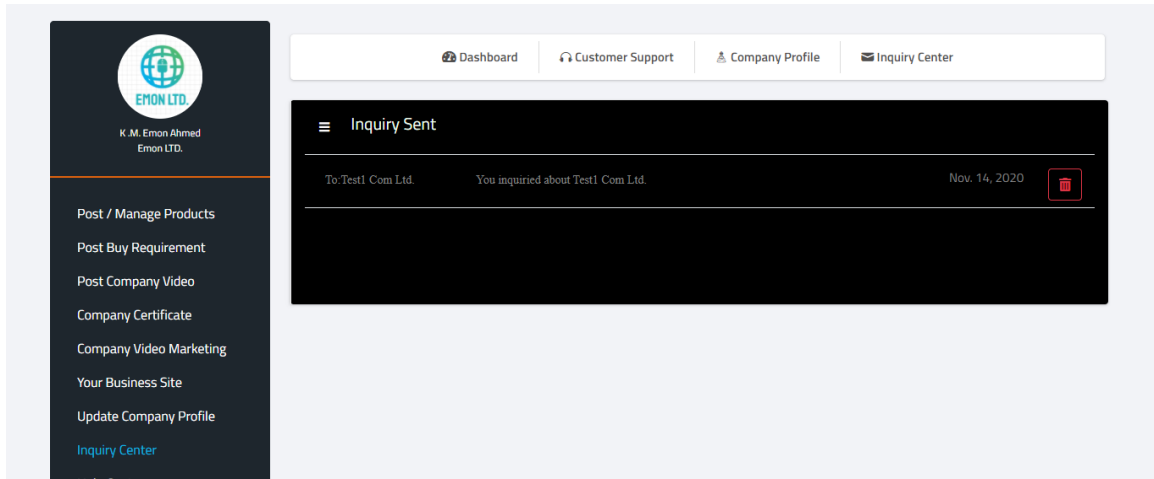 EMON LTD.
K .M. Emon Ahmed
Emon LTD.
Post / Manage Products
Post Buy Requirement
Post Company Video
Company Certificate
Company Video Marketing
Your Business Site
Update Company Profile
Inquiry Center
Dashboard
Customer Support
Company Profile
Inquiry Center
Inquiry Sent
To:Test1 Com Ltd. You inquiried about Test1 Com Ltd. Nov. 14, 2020